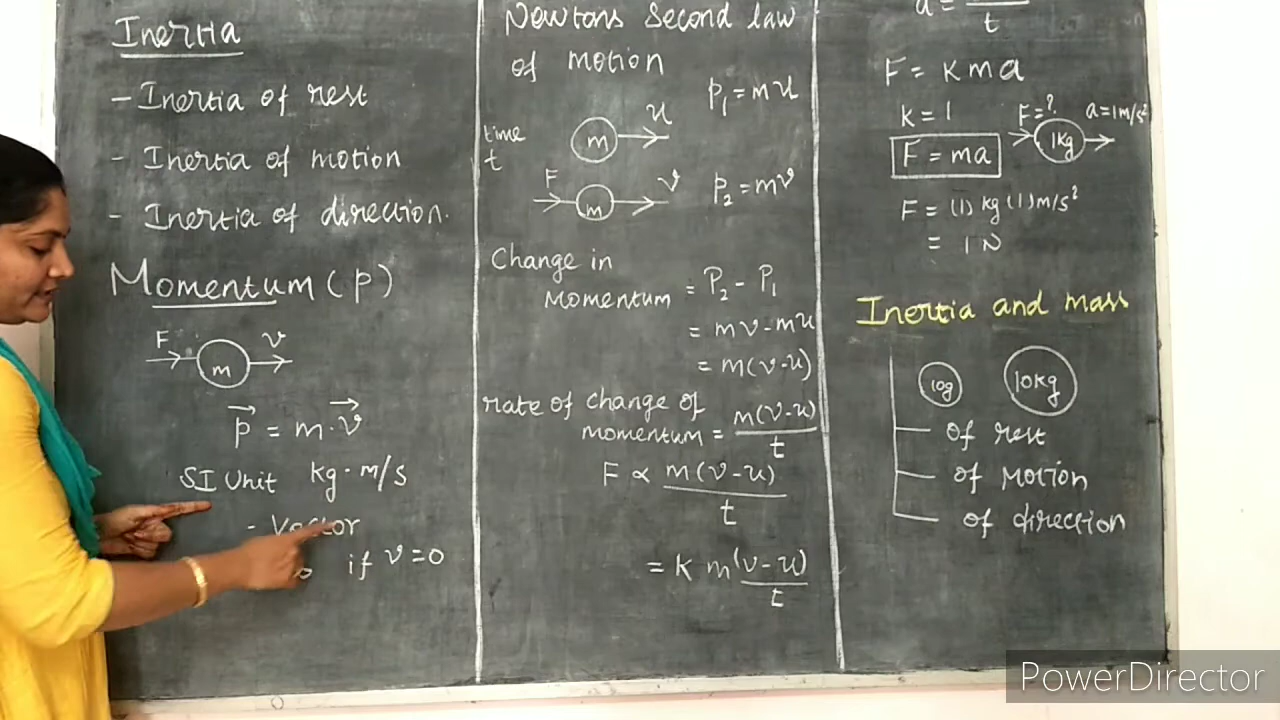 Inertia
- Inertia of rest
- Inertia of motion
- Inertia of direction.
Momentum (p)
F m v
p = m . v
SI Unit kg · m/s
- Vector
if v = 0
Newtons Second law
of motion
p₁ = mu
time
t
m u
F m v
p₂ = mv
Change in
Momentum = P₂ - P₁
= mv - mu
= m(v-u)
rate of change of
momentum = m(v-u)/t
F ∝ m(v-u)/t
= K m(v-u)/t
a = t
F = K m a
K = 1
F = ma
F = ? 1kg a = 1 m/s²
F = (1) kg (1) m/s²
= 1 N
Inertia and mass
10g 10kg
of rest
of Motion
of direction
PowerDirector